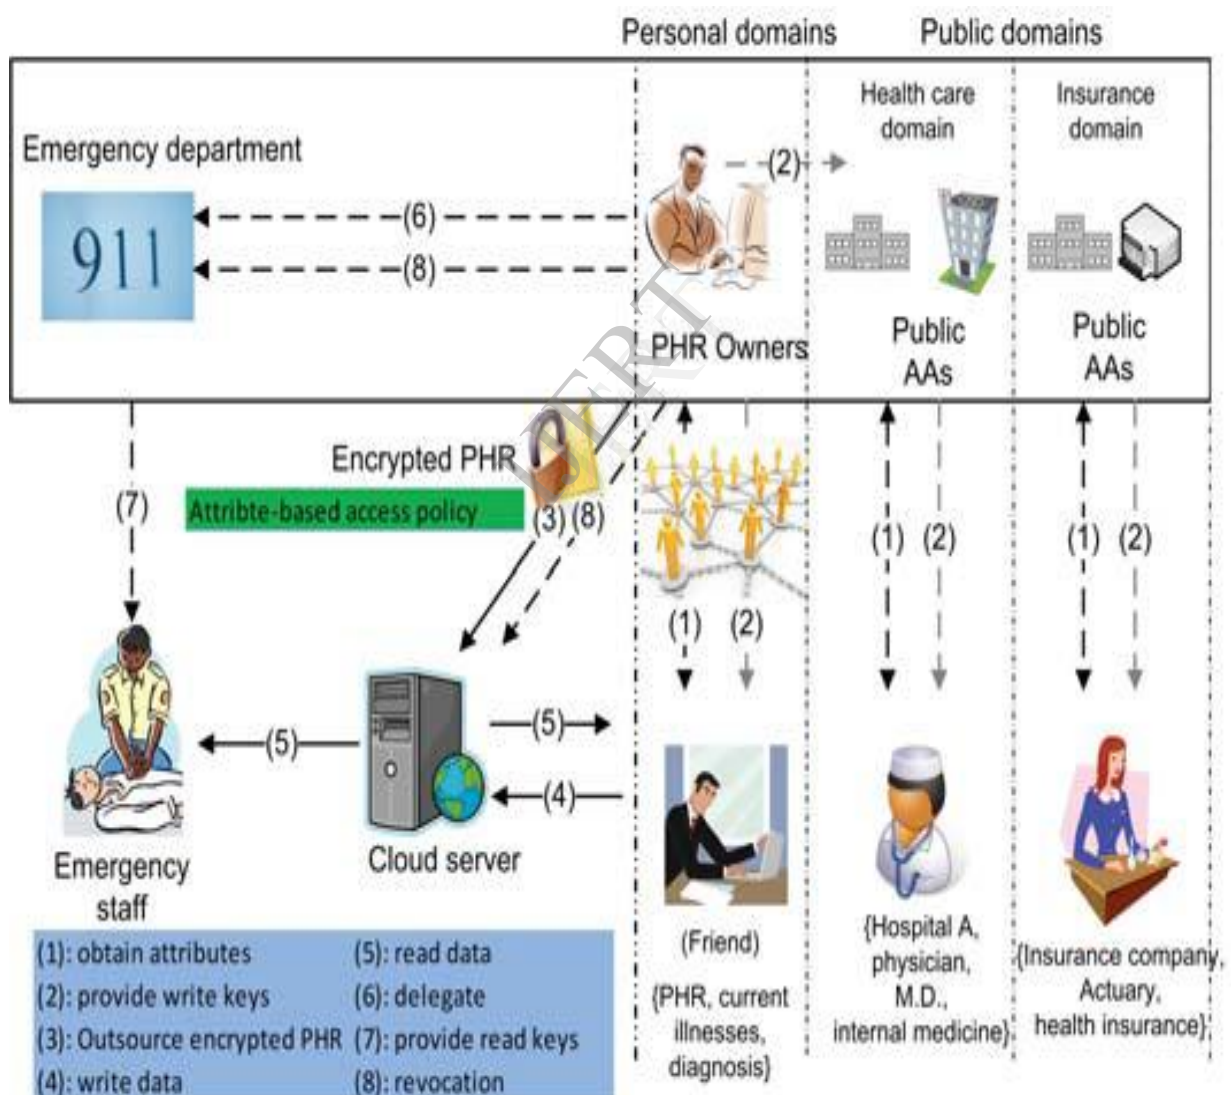 Personal domains
Public domains
Health care
domain
Insurance
domain
Emergency department
911
(6)
(8)
(2)
PHR Owners
Public
AAs
Public
AAs
IJERT
Encrypted PHR
Attribte-based access policy
(7)
(3) (8)
(1) (2)
(1) (2)
(1) (2)
(5)
(5)
(4)
Emergency
staff
Cloud server
(Friend)
{PHR, current
illnesses,
diagnosis}
{Hospital A,
physician,
M.D.,
internal medicine}
{Insurance company,
Actuary,
health insurance}
(1): obtain attributes
(2): provide write keys
(3): Outsource encrypted PHR
(4): write data
(5): read data
(6): delegate
(7): provide read keys
(8): revocation